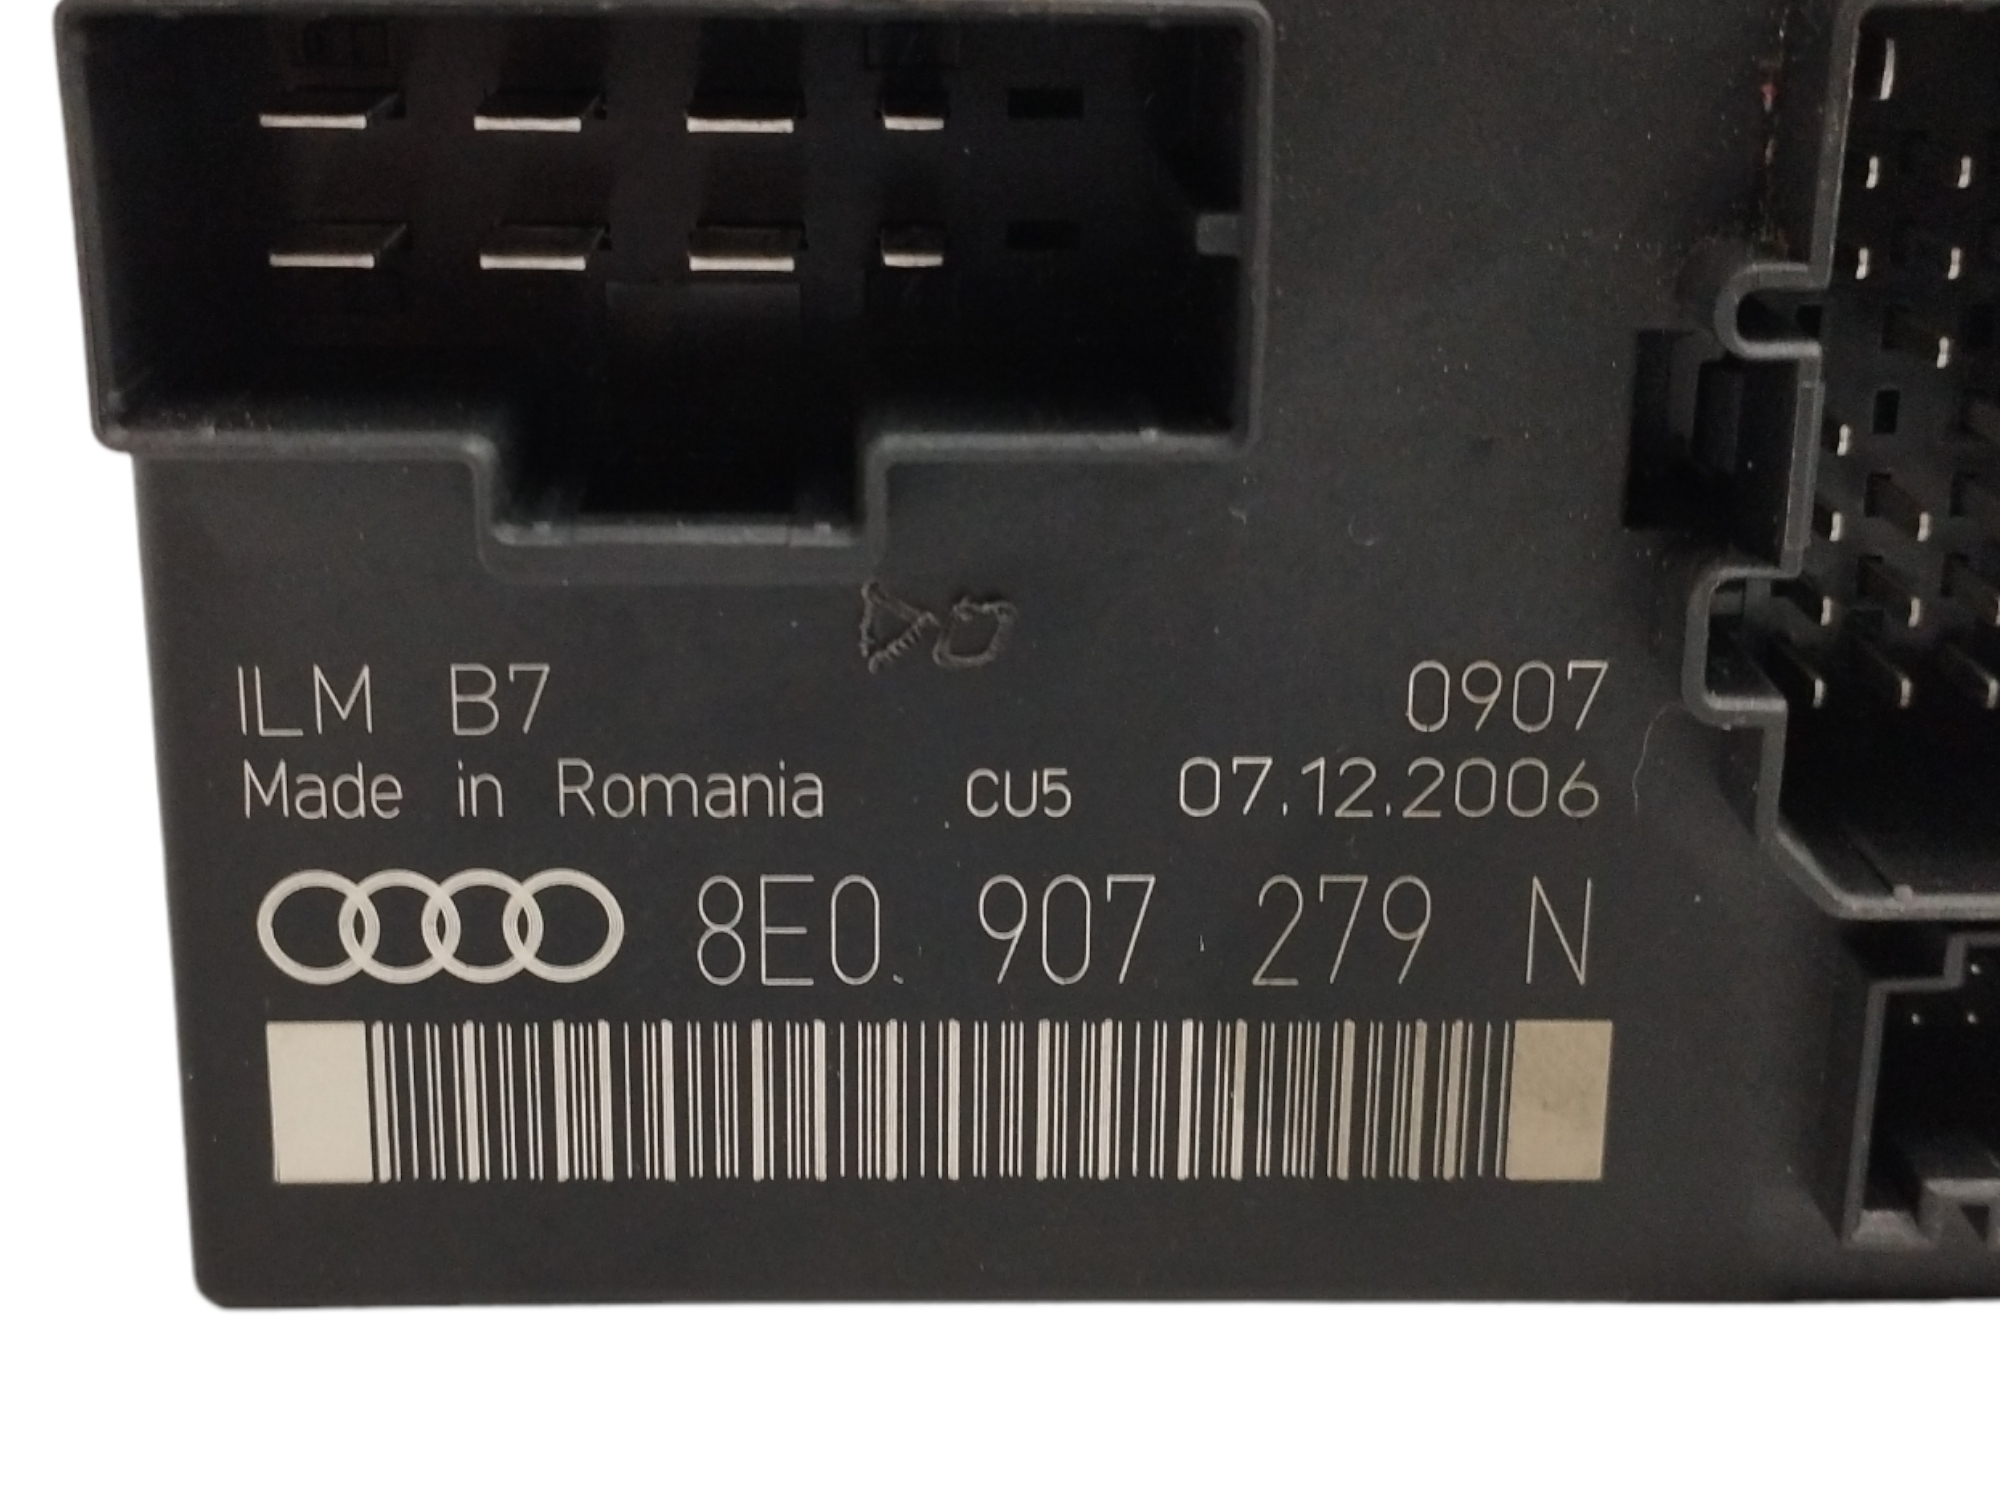 ILM B7 0907
Made in Romania CU5 07.12.2006
8E0 907 279 N